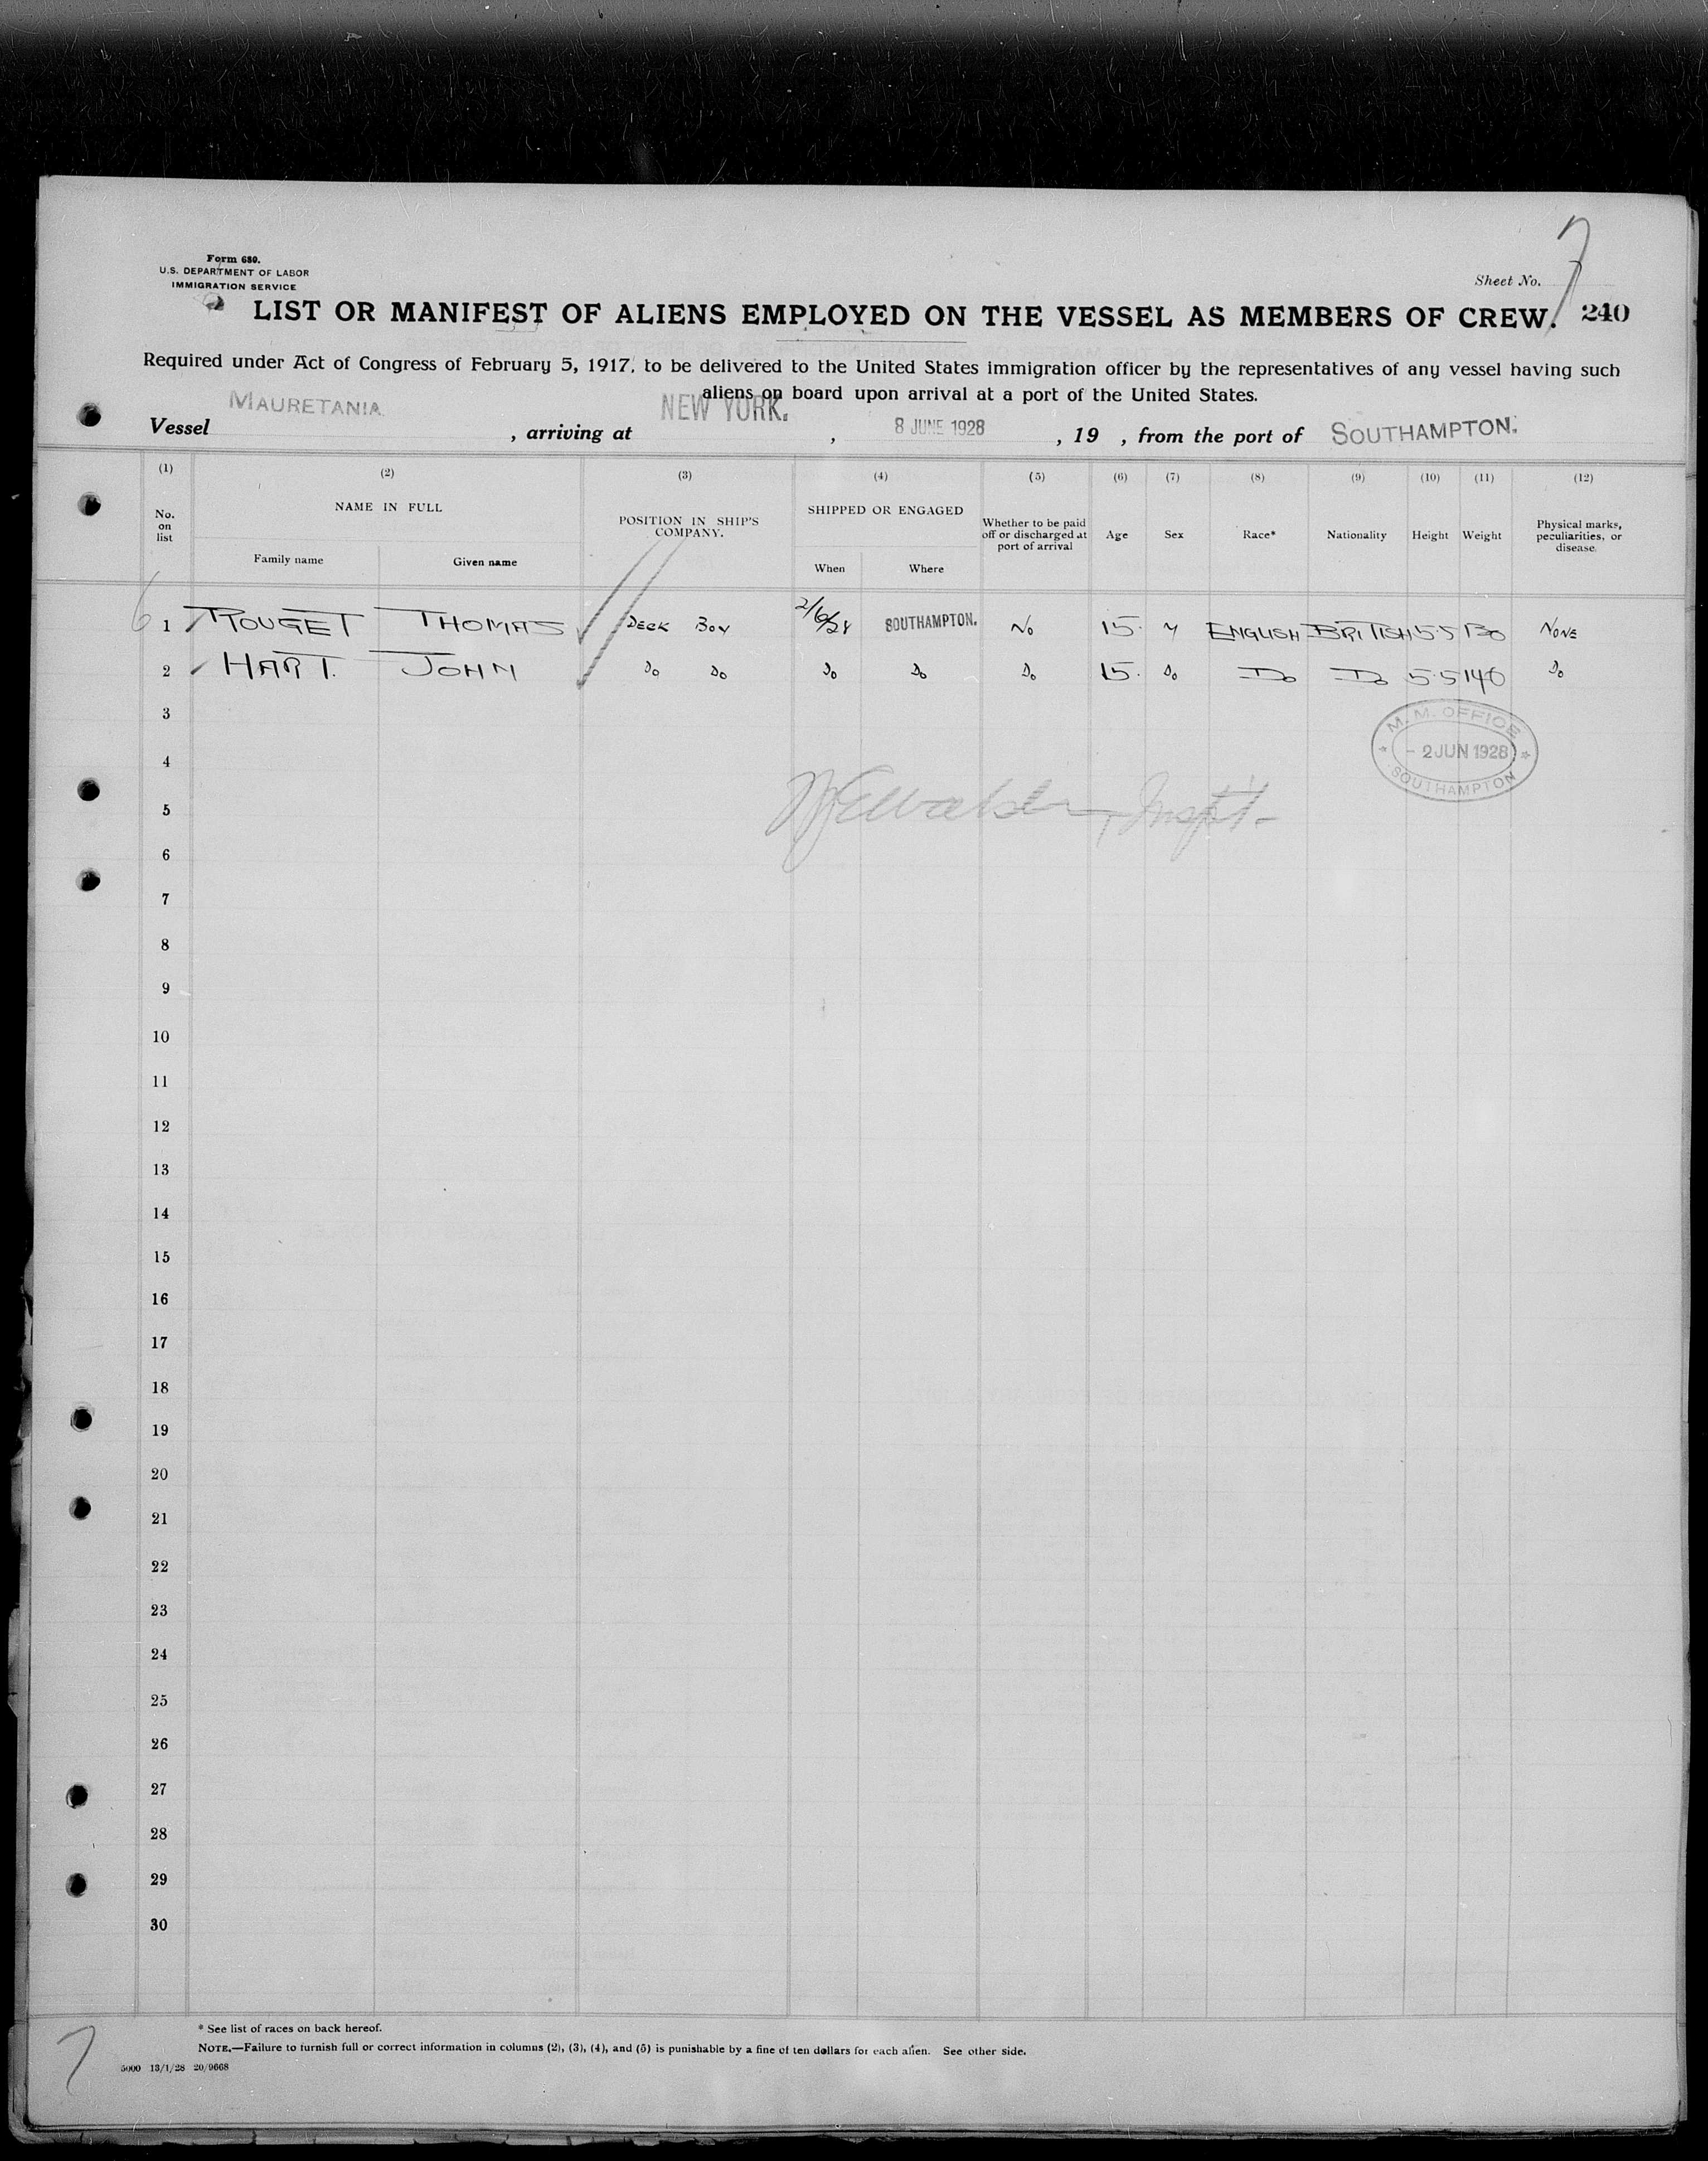 Form 680.
U.S. DEPARTMENT OF LABOR
IMMIGRATION SERVICE
Sheet No. 7
LIST OR MANIFEST OF ALIENS EMPLOYED ON THE VESSEL AS MEMBERS OF CREW. 240
Required under Act of Congress of February 5, 1917, to be delivered to the United States immigration officer by the representatives of any vessel having such
aliens on board upon arrival at a port of the United States.
Vessel MAURETANIA, arriving at NEW YORK., 8 JUNE 1928, 19 , from the port of SOUTHAMPTON.
(1) (2) (3) (4) (5) (6) (7) (8) (9) (10) (11) (12)
No. on list NAME IN FULL Family name Given name POSITION IN SHIP'S COMPANY. SHIPPED OR ENGAGED When Where Whether to be paid off or discharged at port of arrival Age Sex Race* Nationality Height Weight Physical marks, peculiarities, or disease.
1 ROUGET THOMAS DECK BOY 2/6/28 SOUTHAMPTON. NO 15. M ENGLISH BRITISH 5.5 130 NONE
2 HART. JOHN Do Do Do Do Do 15. Do Do Do 5.5 140 Do
3
M. M. OFFICE
- 2 JUN 1928
SOUTHAMPTON
4
5
6
7
8
9
10
11
12
13
14
15
16
17
18
19
20
21
22
23
24
25
26
27
28
29
30
* See list of races on back hereof.
NOTE.—Failure to furnish full or correct information in columns (2), (3), (4), and (5) is punishable by a fine of ten dollars for each alien. See other side.
5000 13/1/28 20/9668
7